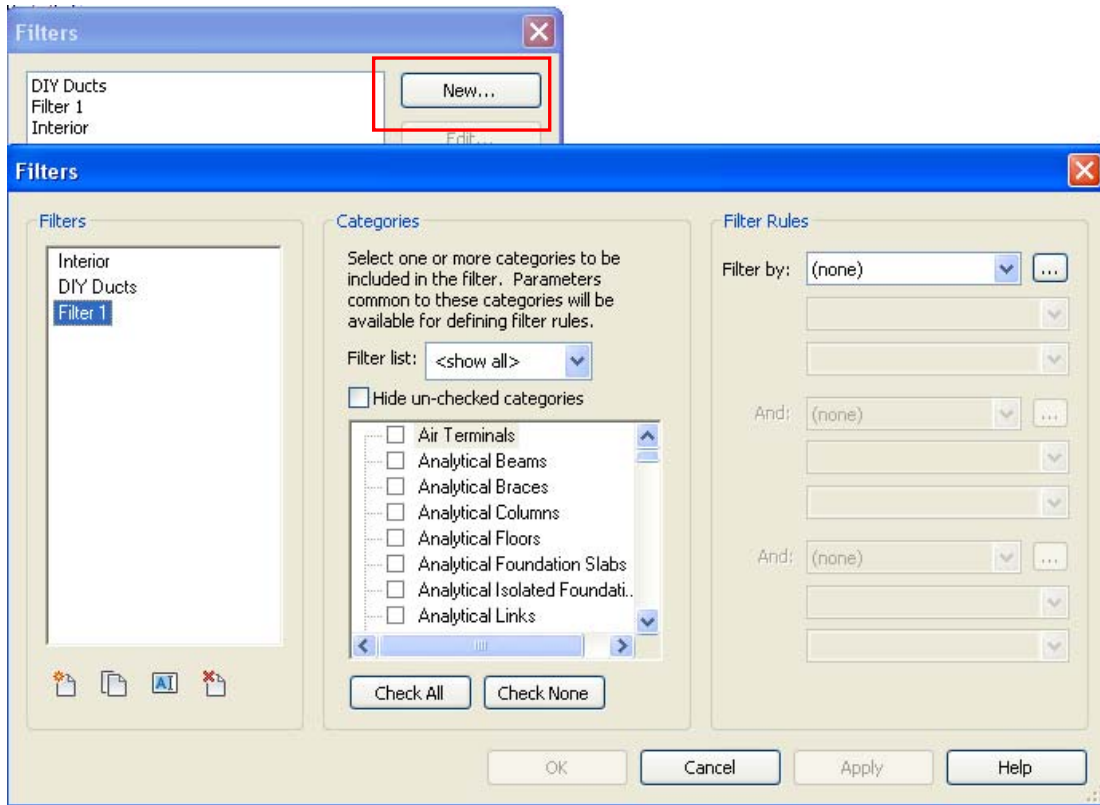 Filters
DIY Ducts
Filter 1
Interior
New...
Edit...
Filters
Filters
Interior
DIY Ducts
Filter 1
AI
Categories
Select one or more categories to be
included in the filter. Parameters
common to these categories will be
available for defining filter rules.
Filter list: <show all>
Hide un-checked categories
Air Terminals
Analytical Beams
Analytical Braces
Analytical Columns
Analytical Floors
Analytical Foundation Slabs
Analytical Isolated Foundati..
Analytical Links
Check All Check None
Filter Rules
Filter by: (none) ...
And: (none) ...
And: (none) ...
OK Cancel Apply Help